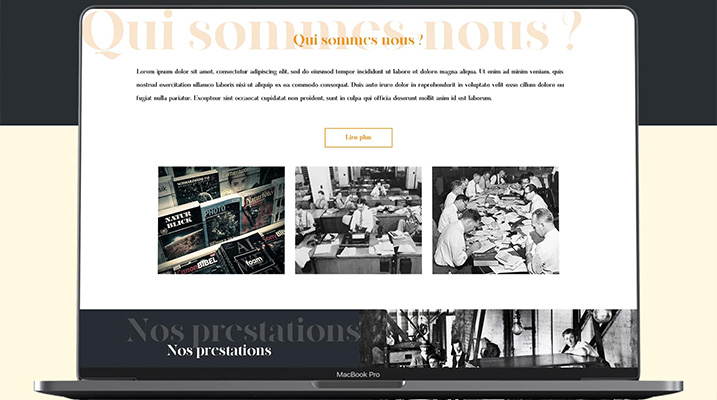 Qui sommes nous ?
Qui sommes nous ?
Lorem ipsum dolor sit amet, consectetur adipiscing elit, sed do eiusmod tempor incididunt ut labore et dolore magna aliqua. Ut enim ad minim veniam, quis
nostrud exercitation ullamco laboris nisi ut aliquip ex ea commodo consequat. Duis aute irure dolor in reprehenderit in voluptate velit esse cillum dolore eu
fugiat nulla pariatur. Excepteur sint occaecat cupidatat non proident, sunt in culpa qui officia deserunt mollit anim id est laborum.
Lire plus
NATUR
BLICK
PHOTO
foam
BIBEL
Nos prestations
Nos prestations
MacBook Pro